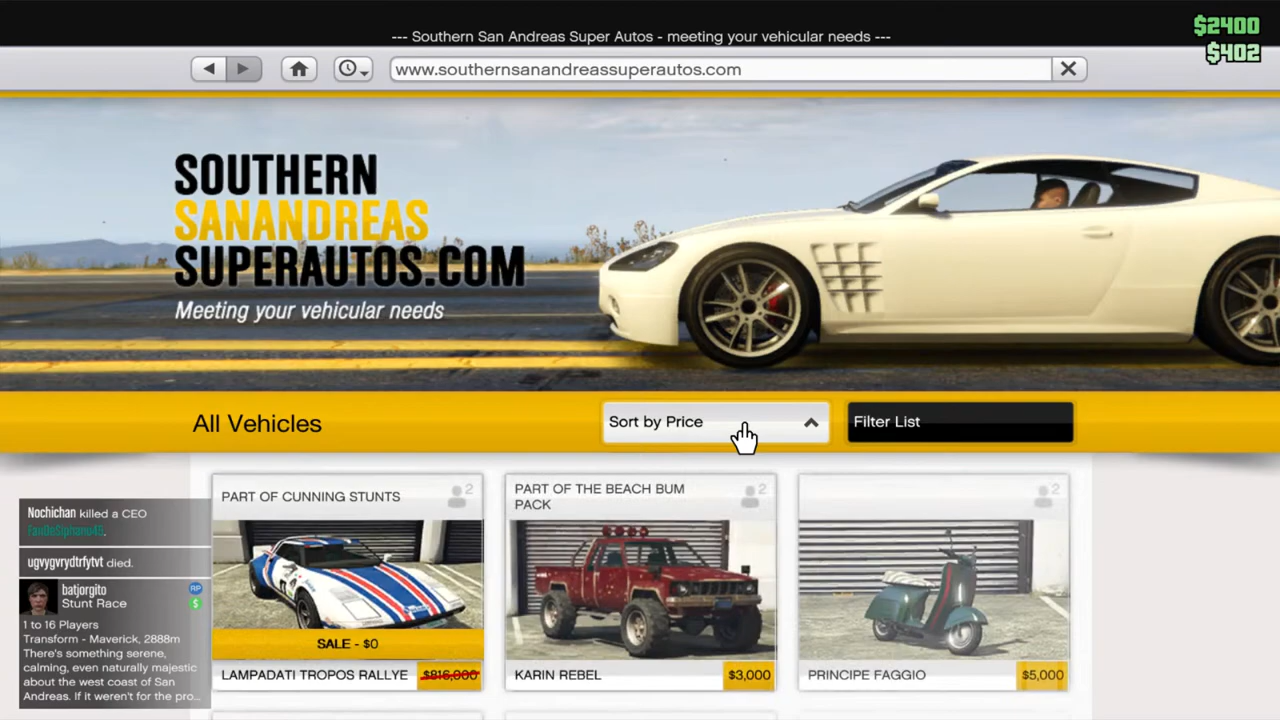 --- Southern San Andreas Super Autos - meeting your vehicular needs ---
$2400
$402
www.southernsanandreassuperautos.com
SOUTHERN
SANANDREAS
SUPERAUTOS.COM
Meeting your vehicular needs
All Vehicles
Sort by Price
Filter List
PART OF CUNNING STUNTS
2
SALE - $0
LAMPADATI TROPOS RALLYE
$816,000
PART OF THE BEACH BUM
PACK
2
KARIN REBEL
$3,000
2
PRINCIPE FAGGIO
$5,000
Nochichan killed a CEO
ugvygvrydtrfytvt died.
batjorgito
Stunt Race
RP
$
1 to 16 Players
Transform - Maverick, 2888m
There's something serene,
calming, even naturally majestic
about the west coast of San
Andreas. If it weren't for the pro...